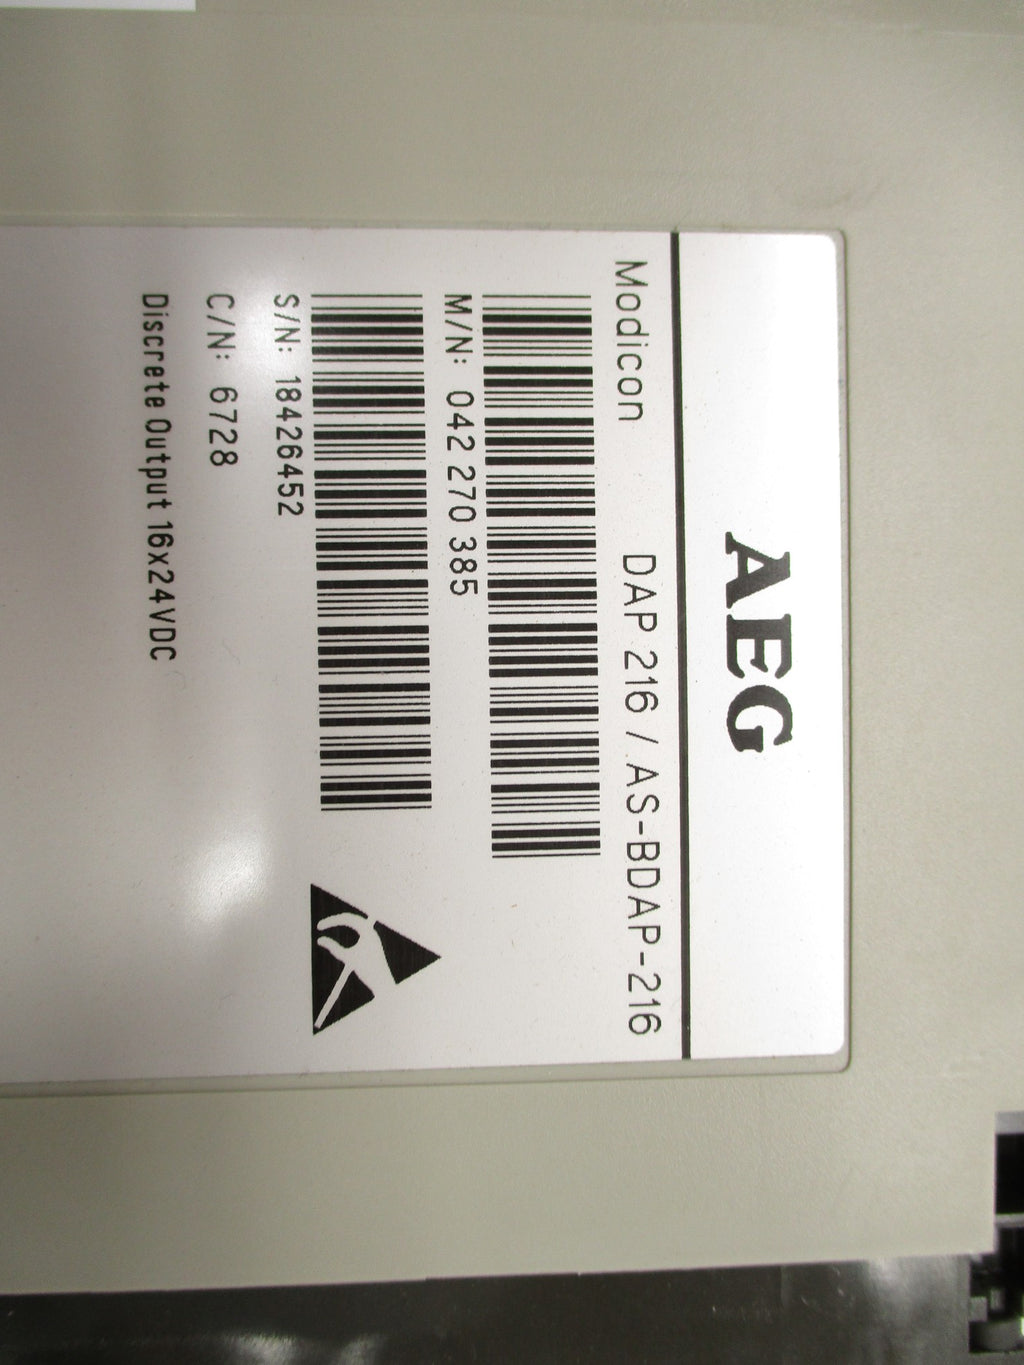 AEG
Modicon DAP 216 / AS-BDAP-216
M/N: 042 270 385
S/N: 18426452
C/N: 6728
Discrete Output 16x24VDC